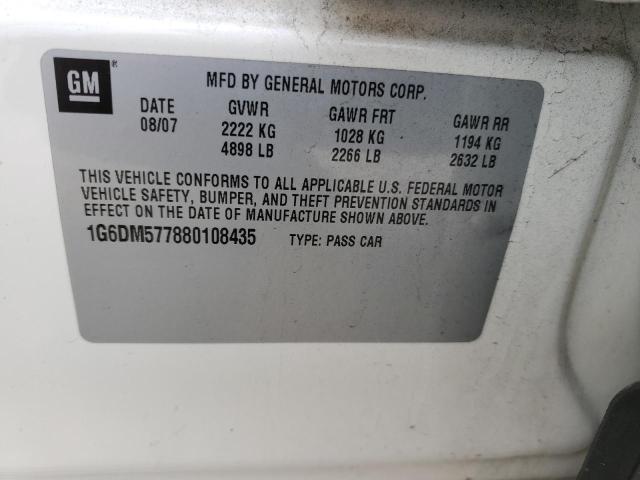 GM®
MFD BY GENERAL MOTORS CORP.
DATE GVWR GAWR FRT GAWR RR
08/07 2222 KG 1028 KG 1194 KG
4898 LB 2266 LB 2632 LB
THIS VEHICLE CONFORMS TO ALL APPLICABLE U.S. FEDERAL MOTOR
VEHICLE SAFETY, BUMPER, AND THEFT PREVENTION STANDARDS IN
EFFECT ON THE DATE OF MANUFACTURE SHOWN ABOVE.
1G6DM577880108435 TYPE: PASS CAR